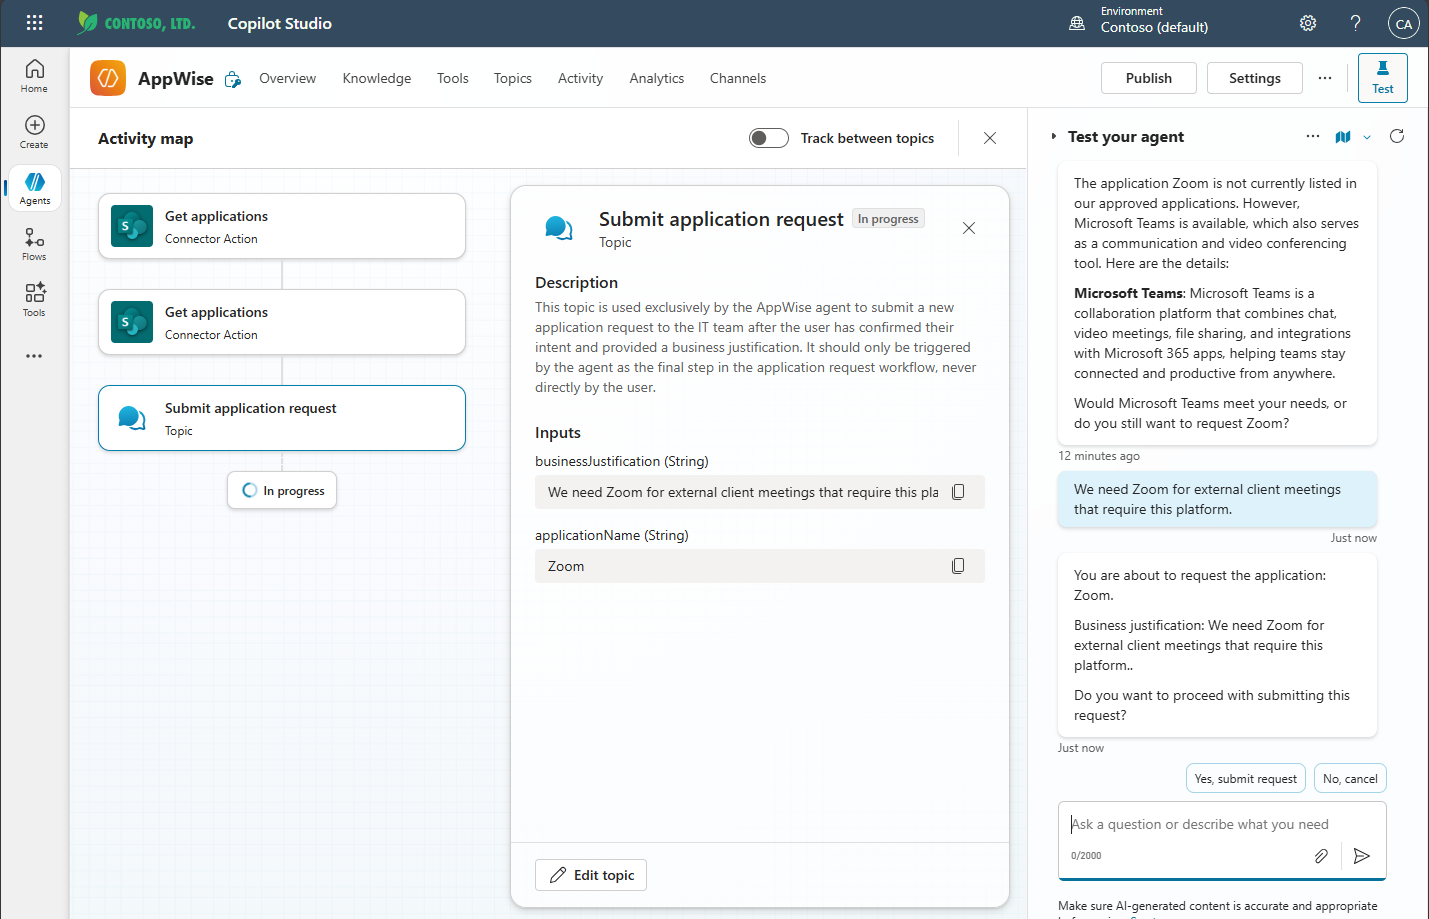 CONTOSO, LTD.
Copilot Studio
Environment
Contoso (default)
?
CA
Home
Create
Agents
Flows
Tools
AppWise
Overview
Knowledge
Tools
Topics
Activity
Analytics
Channels
Publish
Settings
Test
Activity map
Track between topics
S
Get applications
Connector Action
S
Get applications
Connector Action
Submit application request
Topic
In progress
Submit application request
In progress
Topic
Description
This topic is used exclusively by the AppWise agent to submit a new
application request to the IT team after the user has confirmed their
intent and provided a business justification. It should only be triggered
by the agent as the final step in the application request workflow, never
directly by the user.
Inputs
businessJustification (String)
We need Zoom for external client meetings that require this pla
applicationName (String)
Zoom
Edit topic
Test your agent
The application Zoom is not currently listed in
our approved applications. However,
Microsoft Teams is available, which also serves
as a communication and video conferencing
tool. Here are the details:
Microsoft Teams: Microsoft Teams is a
collaboration platform that combines chat,
video meetings, file sharing, and integrations
with Microsoft 365 apps, helping teams stay
connected and productive from anywhere.
Would Microsoft Teams meet your needs, or
do you still want to request Zoom?
12 minutes ago
We need Zoom for external client meetings
that require this platform.
Just now
You are about to request the application:
Zoom.
Business justification: We need Zoom for
external client meetings that require this
platform..
Do you want to proceed with submitting this
request?
Just now
Yes, submit request
No, cancel
Ask a question or describe what you need
0/2000
Make sure AI-generated content is accurate and appropriate